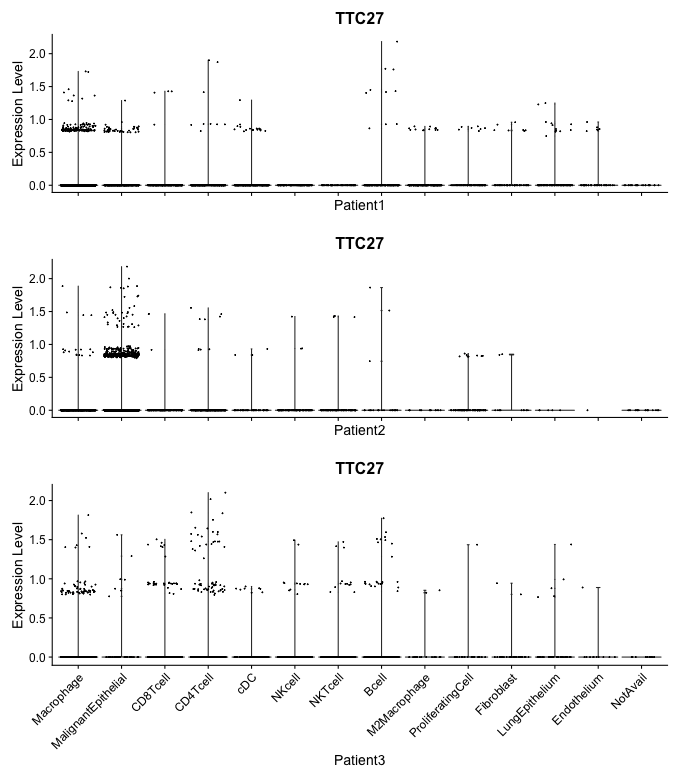 TTC27
Expression Level
2.0
1.5
1.0
0.5
0.0
Patient1
TTC27
Expression Level
2.0
1.5
1.0
0.5
0.0
Patient2
TTC27
Expression Level
2.0
1.5
1.0
0.5
0.0
Macrophage
MalignantEpithelial
CD8Tcell
CD4Tcell
cDC
NKcell
NKTcell
Bcell
M2Macrophage
ProliferatingCell
Fibroblast
LungEpithelium
Endothelium
NotAvail
Patient3